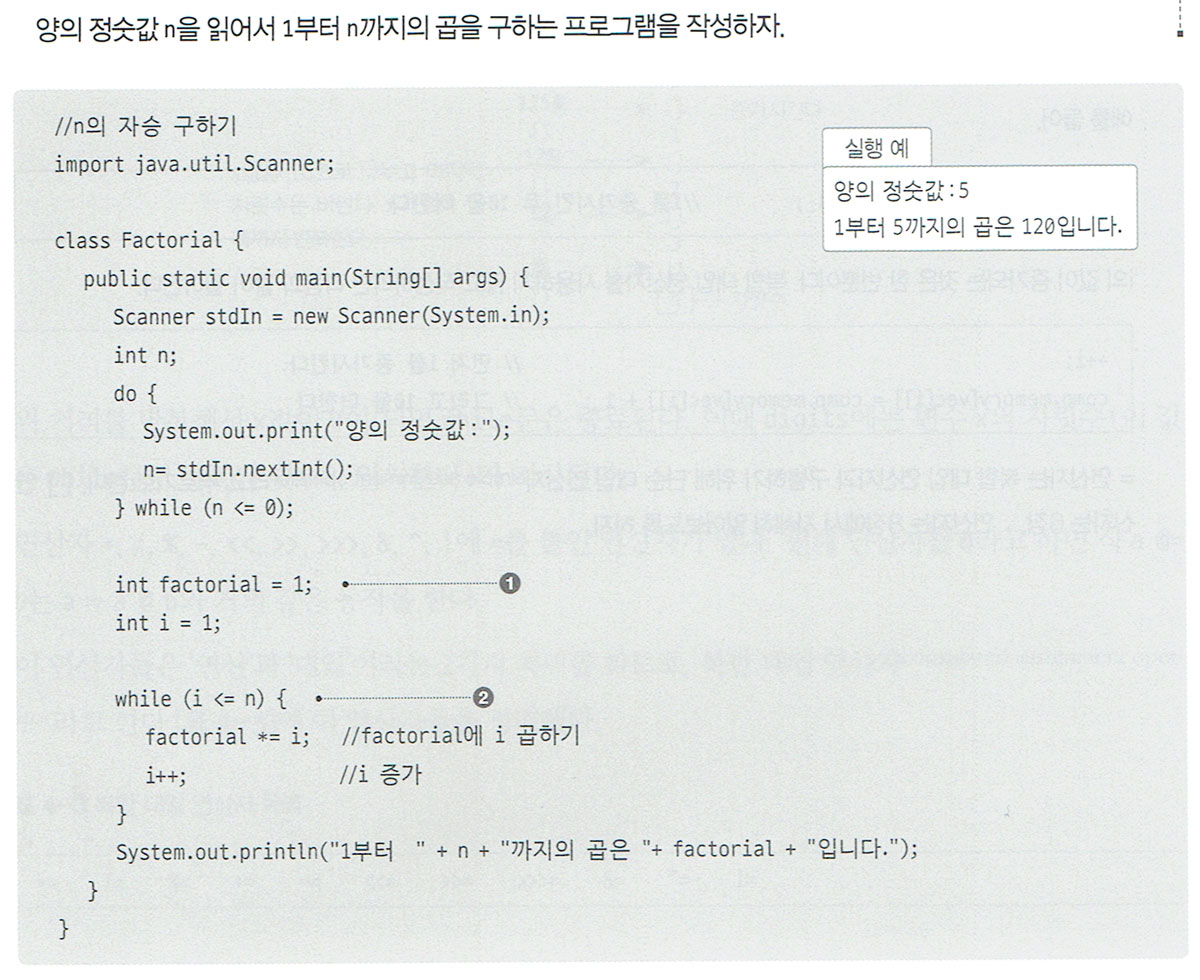 양의 정숫값 n을 읽어서 1부터 n까지의 곱을 구하는 프로그램을 작성하자.
//n의 자승 구하기
import java.util.Scanner;
실행 예
양의 정숫값:5
1부터 5까지의 곱은 120입니다.
class Factorial {
public static void main(String[] args) {
Scanner stdIn = new Scanner(System.in);
int n;
do {
System.out.print("양의 정숫값:");
n= stdIn.nextInt();
} while (n <= 0);
int factorial = 1; ❶
int i = 1;
while (i <= n) { ❷
factorial *= i; //factorial에 i 곱하기
i++; //i 증가
}
System.out.println("1부터 " + n + "까지의 곱은 "+ factorial + "입니다.");
}
}